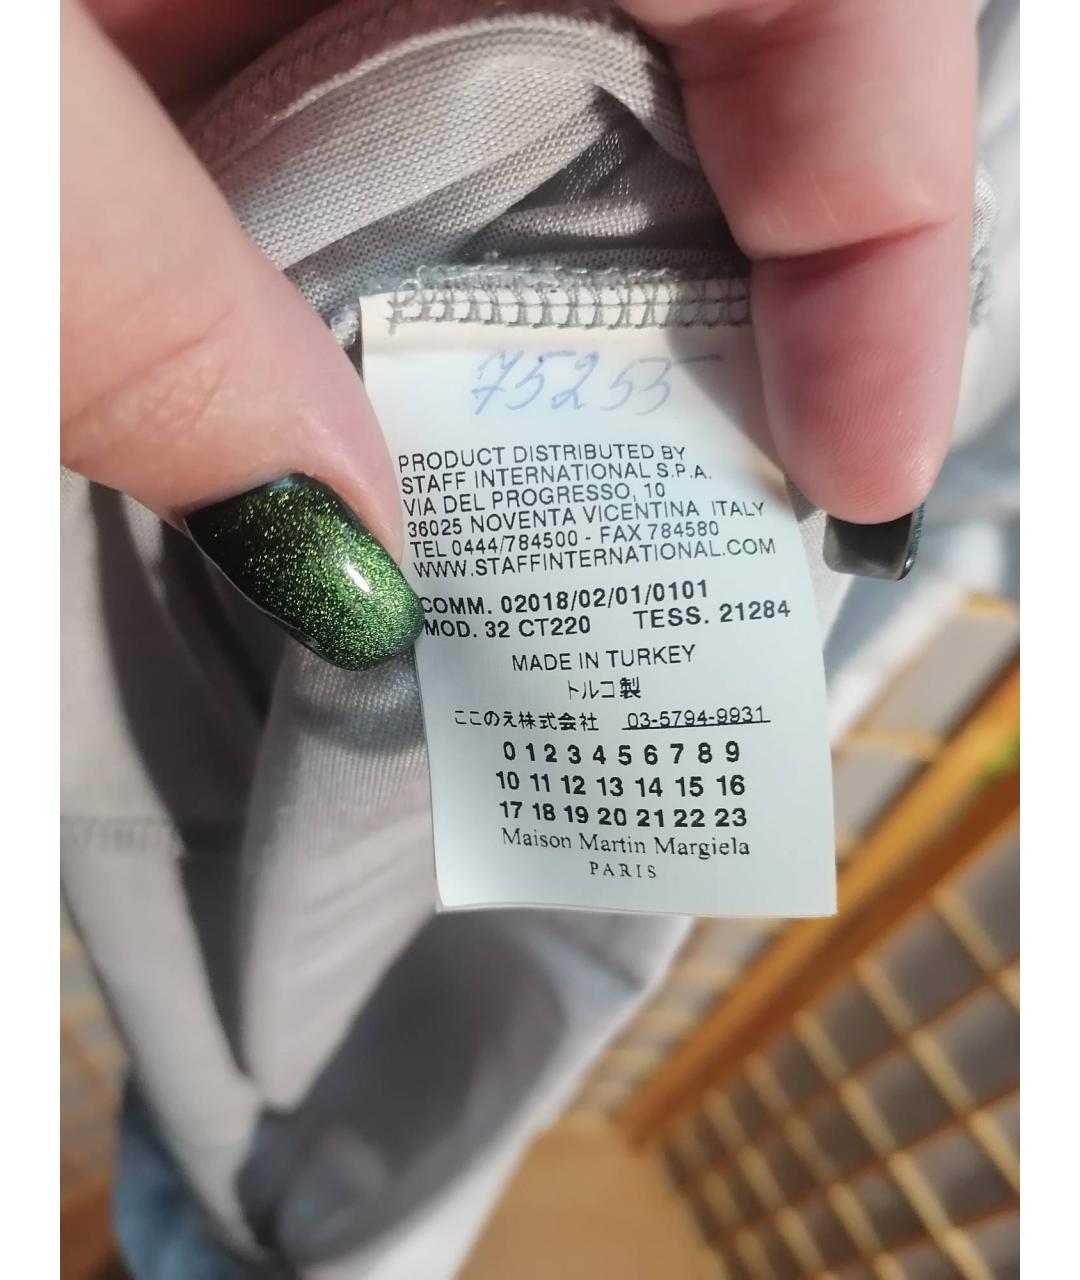 75255
PRODUCT DISTRIBUTED BY
STAFF INTERNATIONAL S.P.A.
VIA DEL PROGRESSO, 10
36025 NOVENTA VICENTINA ITALY
TEL 0444/784500 - FAX 784580
WWW.STAFFINTERNATIONAL.COM
COMM. 02018/02/01/0101
MOD. 32 CT220 TESS. 21284
MADE IN TURKEY
トルコ製
ここのえ株式会社 03-5794-9931
0 1 2 3 4 5 6 7 8 9
10 11 12 13 14 15 16
17 18 19 20 21 22 23
Maison Martin Margiela
PARIS